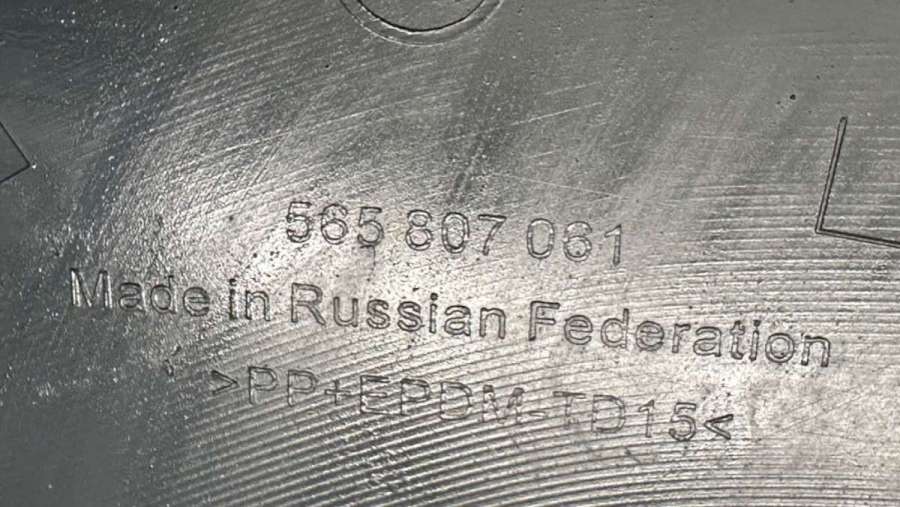 565 807 061
Made in Russian Federation
>PP+EPDM-TD15<